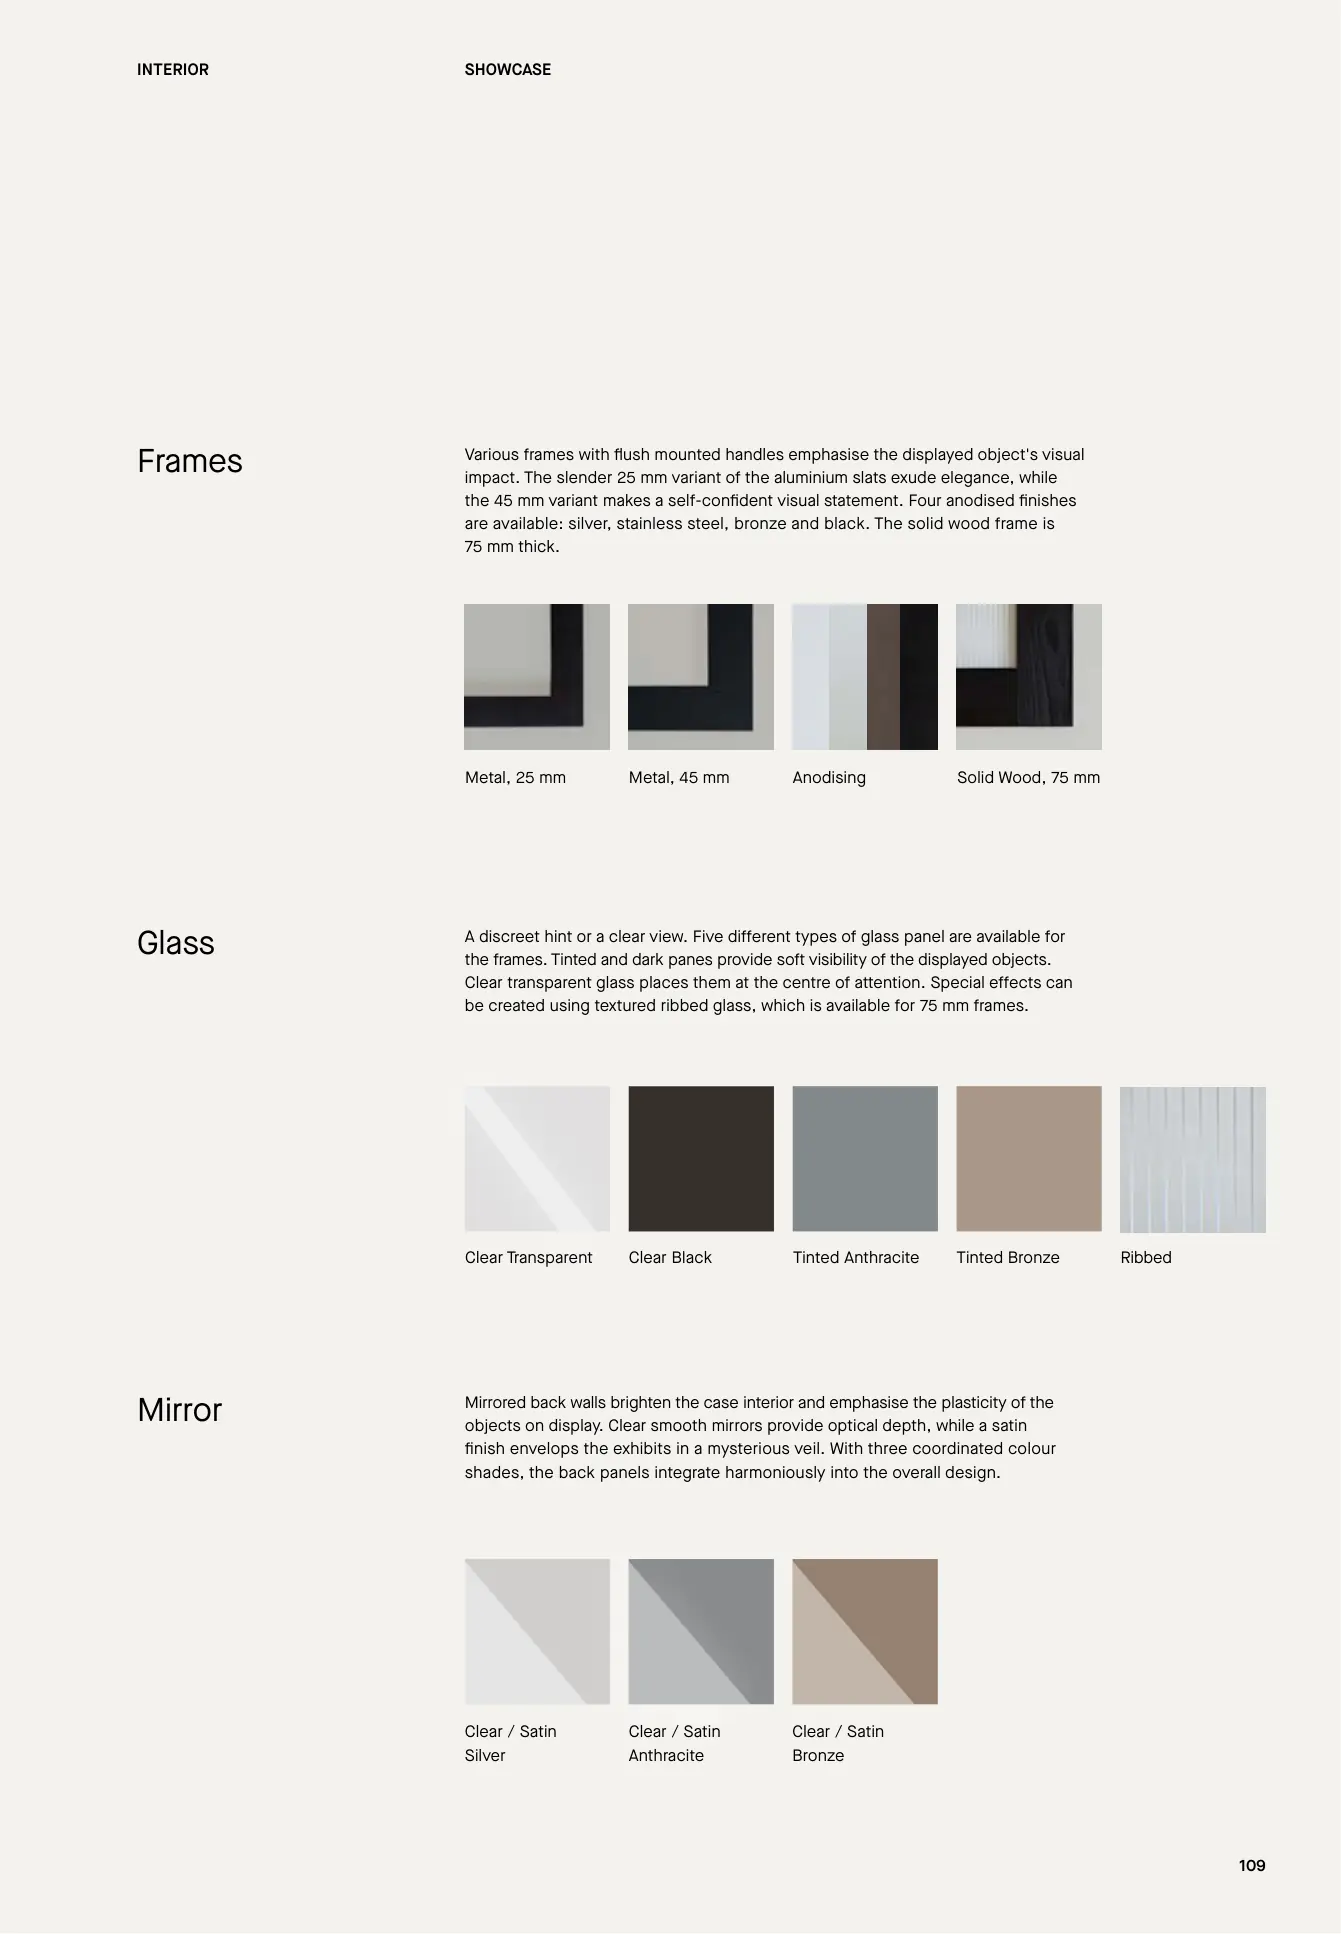 INTERIOR
SHOWCASE
Frames
Various frames with flush mounted handles emphasise the displayed object's visual
impact. The slender 25 mm variant of the aluminium slats exude elegance, while
the 45 mm variant makes a self-confident visual statement. Four anodised finishes
are available: silver, stainless steel, bronze and black. The solid wood frame is
75 mm thick.
Metal, 25 mm
Metal, 45 mm
Anodising
Solid Wood, 75 mm
Glass
A discreet hint or a clear view. Five different types of glass panel are available for
the frames. Tinted and dark panes provide soft visibility of the displayed objects.
Clear transparent glass places them at the centre of attention. Special effects can
be created using textured ribbed glass, which is available for 75 mm frames.
Clear Transparent
Clear Black
Tinted Anthracite
Tinted Bronze
Ribbed
Mirror
Mirrored back walls brighten the case interior and emphasise the plasticity of the
objects on display. Clear smooth mirrors provide optical depth, while a satin
finish envelops the exhibits in a mysterious veil. With three coordinated colour
shades, the back panels integrate harmoniously into the overall design.
Clear / Satin
Silver
Clear / Satin
Anthracite
Clear / Satin
Bronze
109